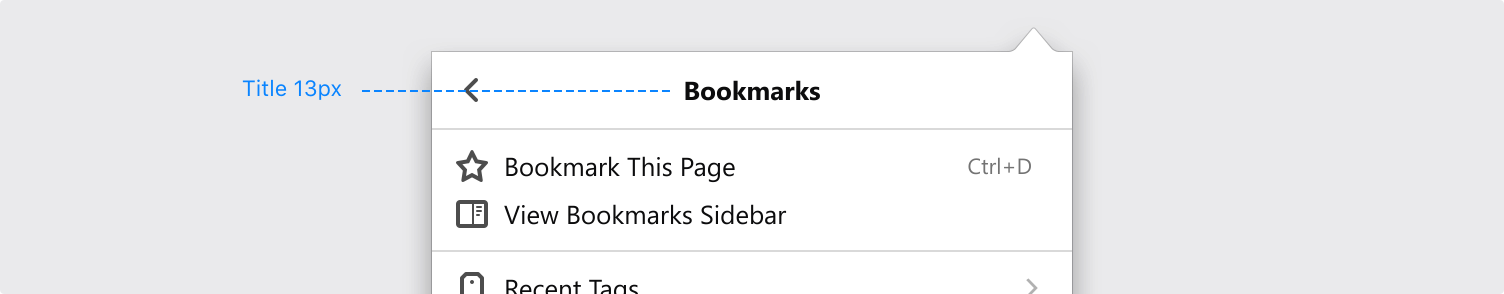 Title 13px
Bookmarks
Bookmark This Page Ctrl+D
View Bookmarks Sidebar
Recent Tags